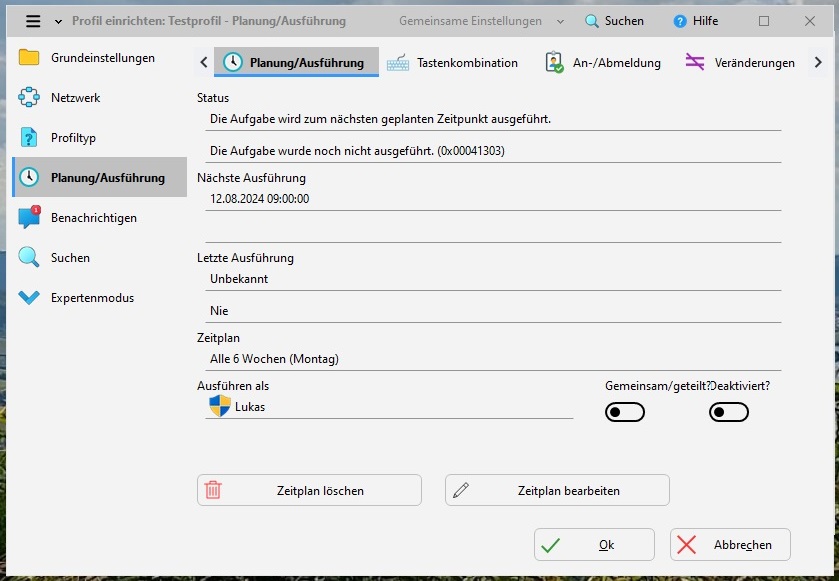 Profil einrichten: Testprofil - Planung/Ausführung
Gemeinsame Einstellungen
Suchen
Hilfe
Grundeinstellungen
Netzwerk
Profiltyp
Planung/Ausführung
1
Benachrichtigen
Suchen
Expertenmodus
Planung/Ausführung
Tastenkombination
An-/Abmeldung
Veränderungen
Status
Die Aufgabe wird zum nächsten geplanten Zeitpunkt ausgeführt.
Die Aufgabe wurde noch nicht ausgeführt. (0x00041303)
Nächste Ausführung
12.08.2024 09:00:00
Letzte Ausführung
Unbekannt
Nie
Zeitplan
Alle 6 Wochen (Montag)
Ausführen als
Gemeinsam/geteilt?
Deaktiviert?
Lukas
Zeitplan löschen
Zeitplan bearbeiten
Ok
Abbrechen